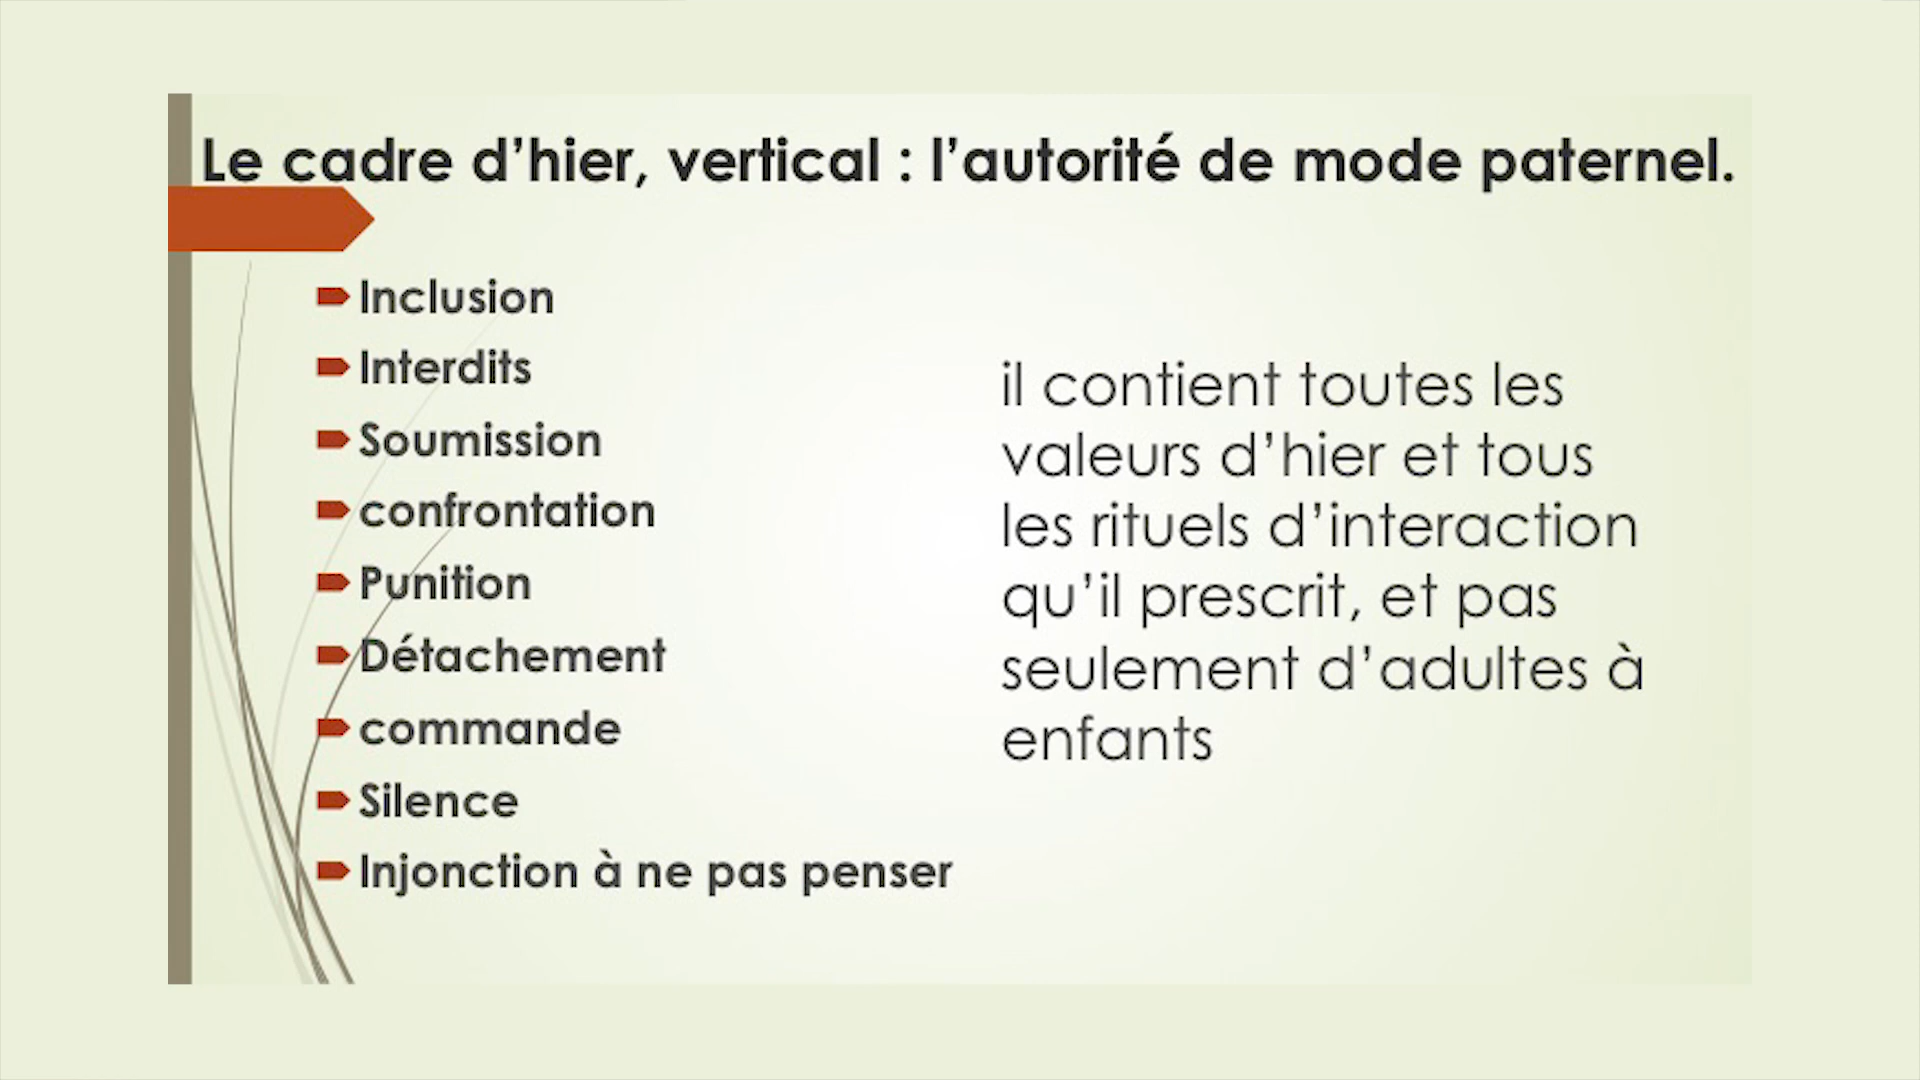 Le cadre d’hier, vertical : l’autorité de mode paternel.
Inclusion
Interdits
Soumission
confrontation
Punition
Détachement
commande
Silence
Injonction à ne pas penser
il contient toutes les
valeurs d’hier et tous
les rituels d’interaction
qu’il prescrit, et pas
seulement d’adultes à
enfants